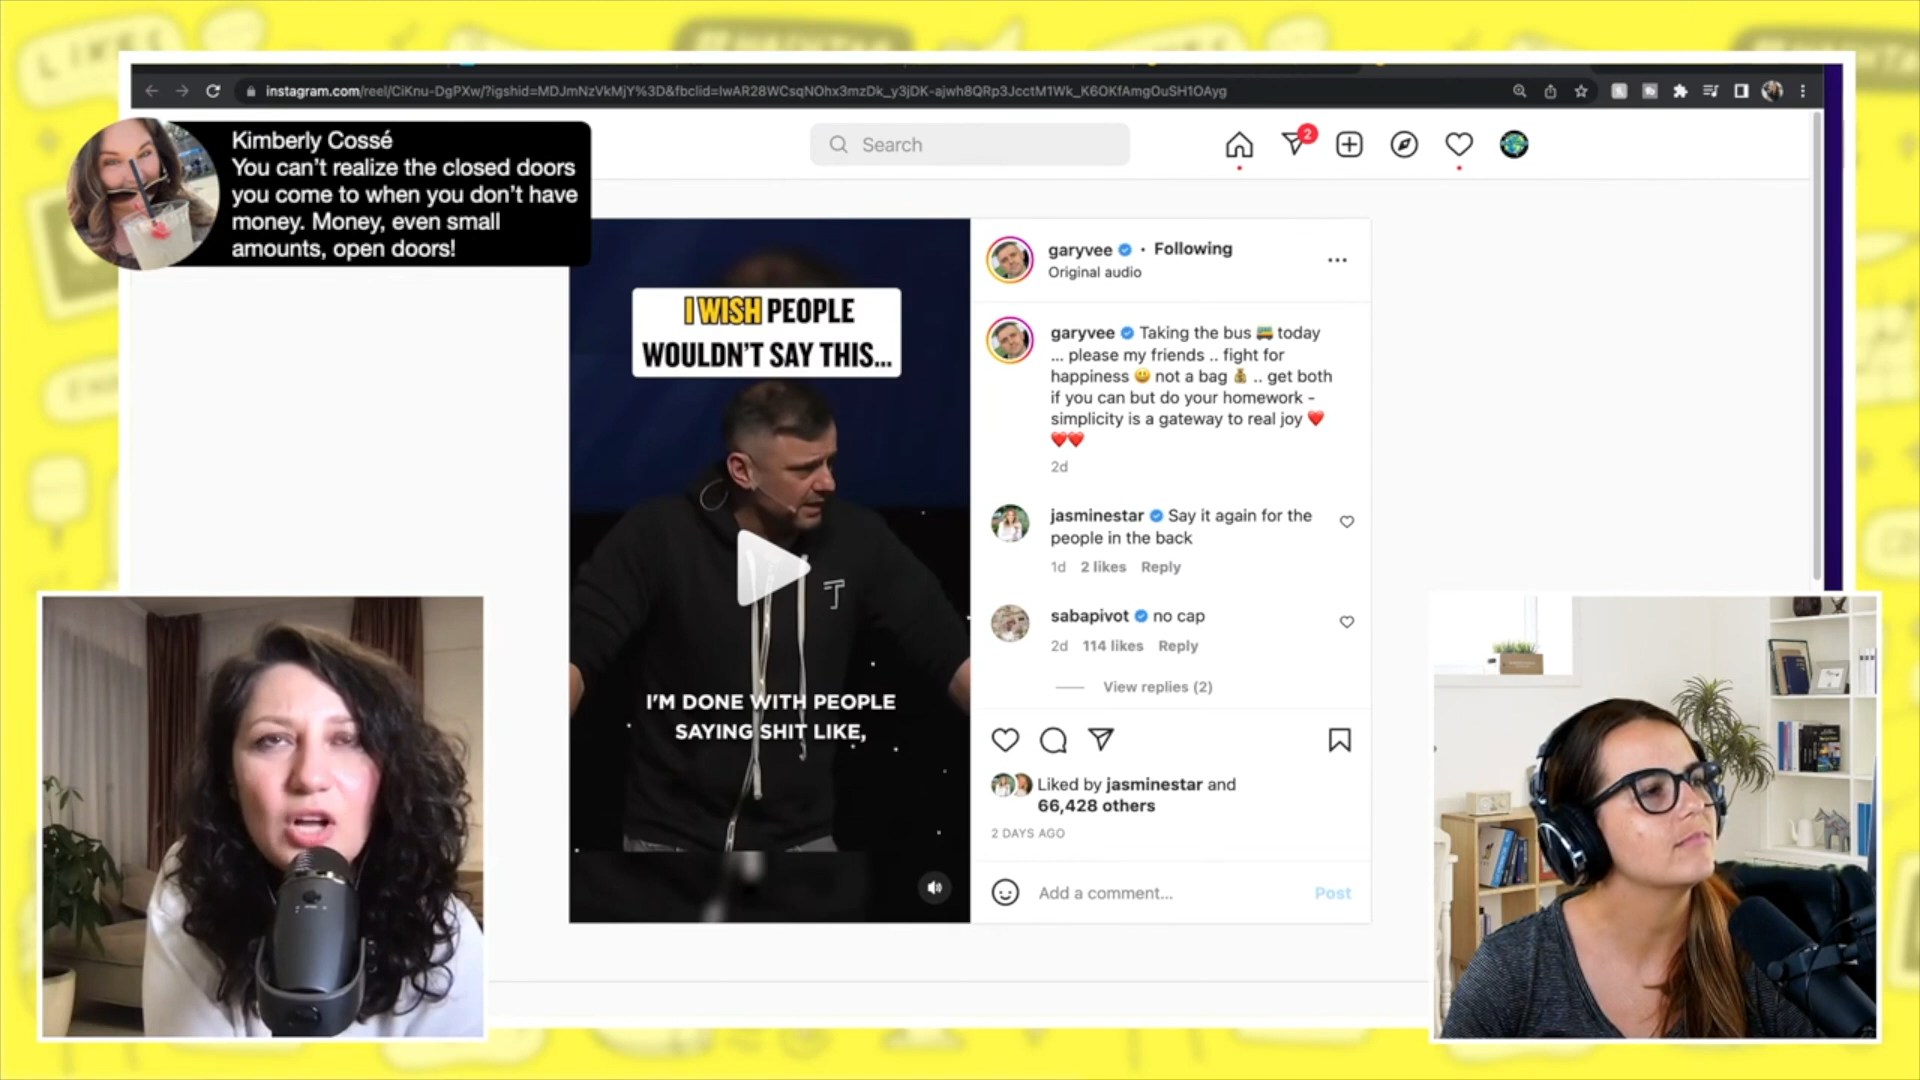 LIKES
instagram.com/reel/CiKnu-DgPXw/?igshid=MDJmNzVkMjY%3D&fbclid=IwAR28WCsqNOhx3mzDk_y3jDK-ajwh8QRp3JcctM1Wk_K6OKfAmgOuSH1OAyg
Kimberly Cossé
You can't realize the closed doors
you come to when you don't have
money. Money, even small
amounts, open doors!
Search
2
I WISH PEOPLE
WOULDN'T SAY THIS...
I'M DONE WITH PEOPLE
SAYING SHIT LIKE,
garyvee • Following
Original audio
garyvee Taking the bus 🚌 today
... please my friends .. fight for
happiness 😃 not a bag 💰 .. get both
if you can but do your homework -
simplicity is a gateway to real joy ❤️
❤️❤️
2d
jasminestar Say it again for the
people in the back
1d 2 likes Reply
sabapivot no cap
2d 114 likes Reply
View replies (2)
Liked by jasminestar and
66,428 others
2 DAYS AGO
Add a comment... Post